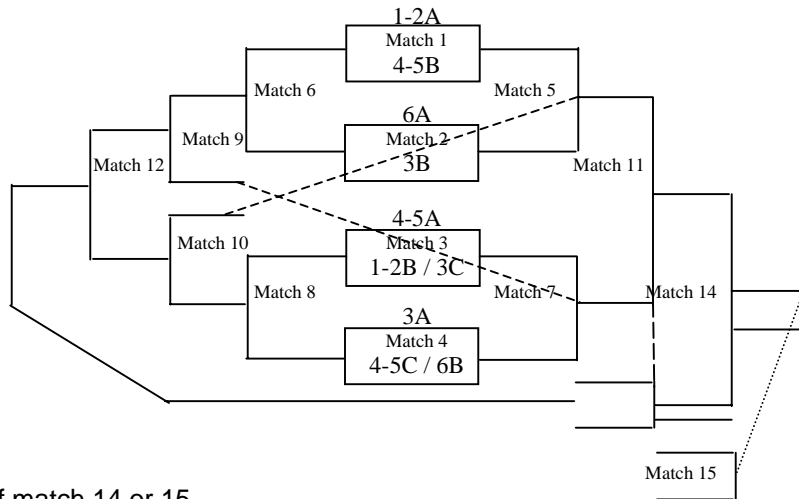 1-2A
Match 1
4-5B
Match 6
Match 5
6A
Match 2
3B
Match 9
Match 12
Match 11
4-5A
Match 3
1-2B / 3C
Match 10
Match 8
Match 7
Match 14
3A
Match 4
4-5C / 6B
Match 15
f match 14 or 15